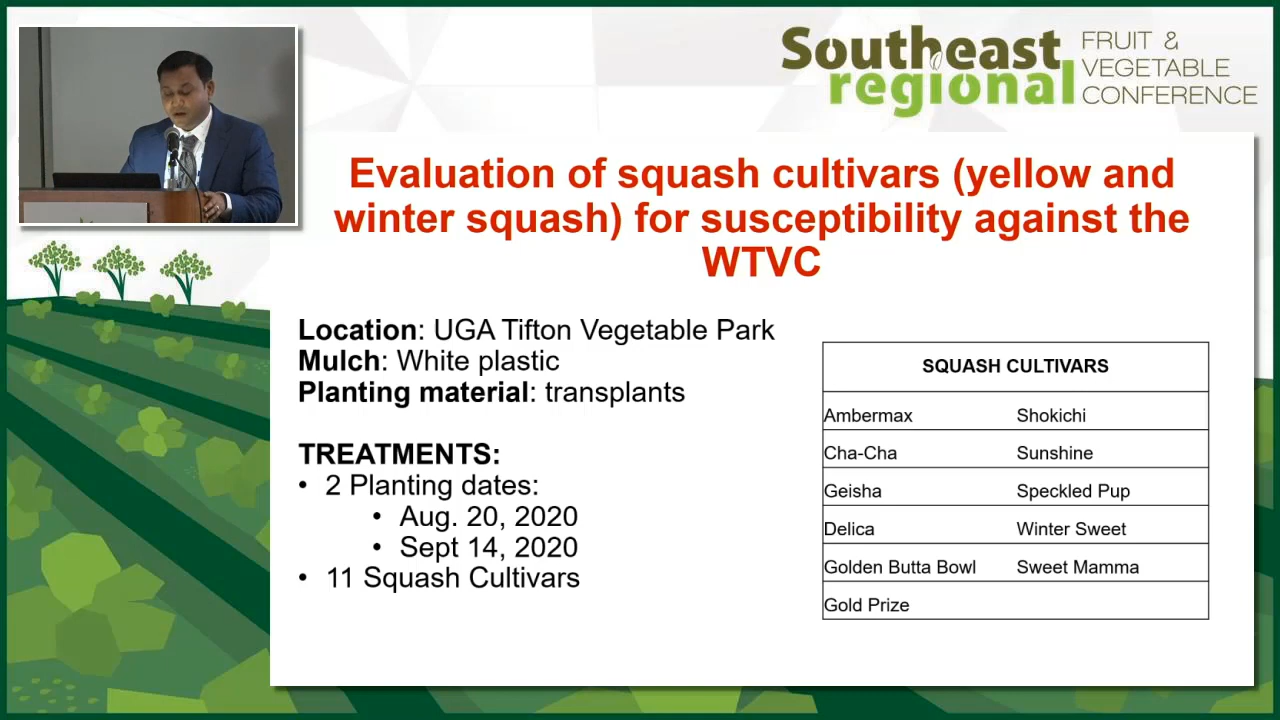 Southeast
regional
FRUIT &
VEGETABLE
CONFERENCE
Evaluation of squash cultivars (yellow and
winter squash) for susceptibility against the
WTVC
Location: UGA Tifton Vegetable Park
Mulch: White plastic
Planting material: transplants
TREATMENTS:
• 2 Planting dates:
• Aug. 20, 2020
• Sept 14, 2020
• 11 Squash Cultivars
SQUASH CULTIVARS
Ambermax Shokichi
Cha-Cha Sunshine
Geisha Speckled Pup
Delica Winter Sweet
Golden Butta Bowl Sweet Mamma
Gold Prize